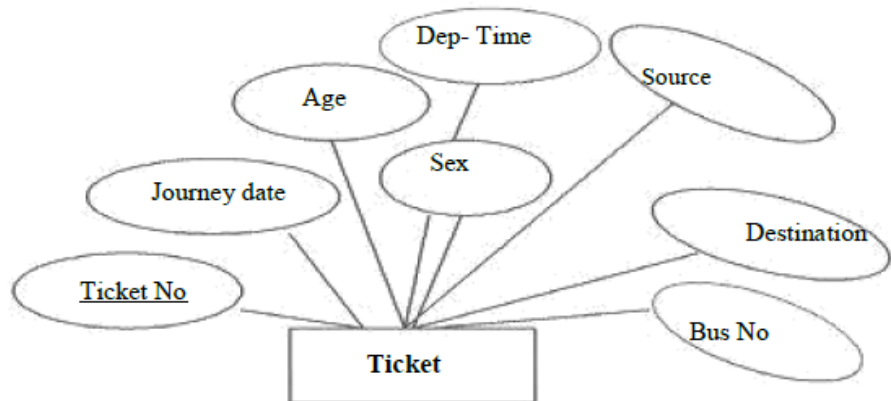 Dep- Time
Source
Age
Sex
Journey date
Destination
Ticket No
Bus No
Ticket